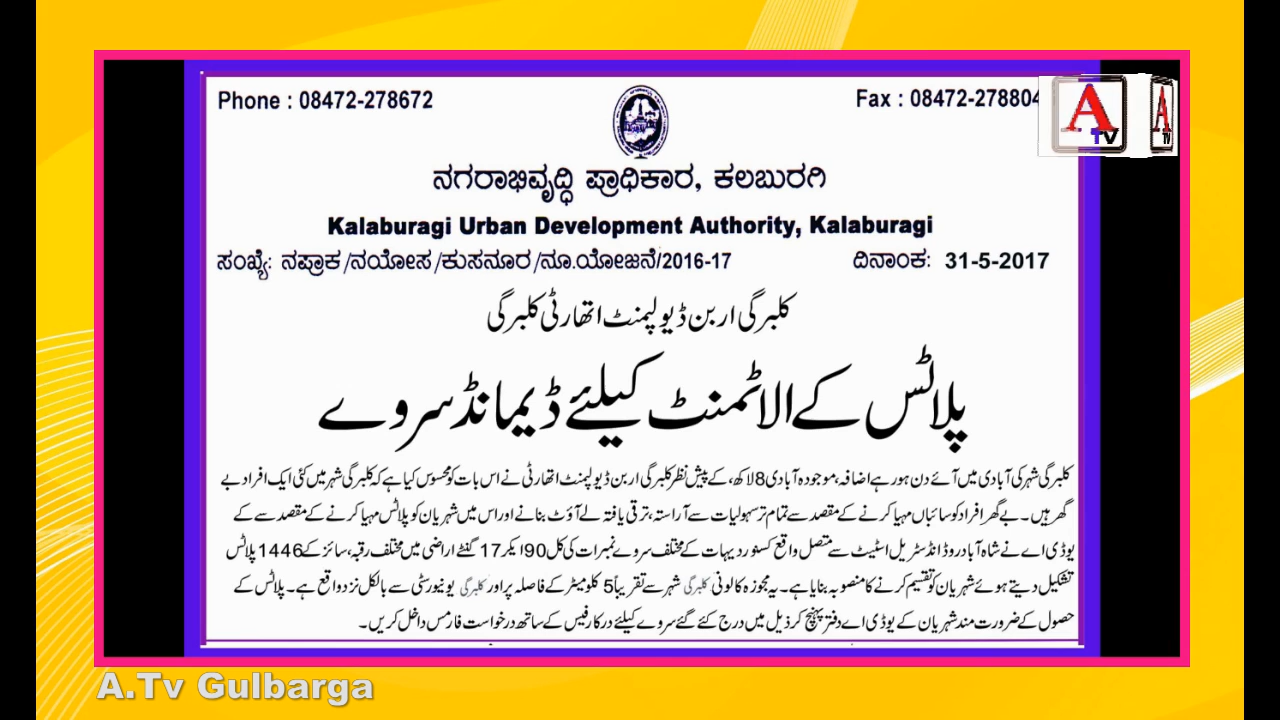 Phone : 08472-278672
Fax : 08472-27880
A TV
A TV
ನಗರಾಭಿವೃದ್ಧಿ ಪ್ರಾಧಿಕಾರ, ಕಲಬುರಗಿ
Kalaburagi Urban Development Authority, Kalaburagi
ಸಂಖ್ಯೆ: ನಪ್ರಾಕ/ನಯೋಸ/ಕುಸನೂರ/ನೂ.ಯೋಜನೆ/2016-17
ದಿನಾಂಕ: 31-5-2017
کلبرگی اربن ڈیولپمنٹ اتھارٹی کلبرگی
پلاٹس کے الاٹمنٹ کیلئے ڈیمانڈ سروے
کلبرگی شہر کی آبادی میں آئے دن ہو رہے اضافہ، موجودہ آبادی 8 لاکھ، کے پیش نظر کلبرگی اربن ڈیولپمنٹ اتھارٹی نے اس بات کو محسوس کیا ہے کہ کلبرگی شہر میں کئی ایک افراد بے
گھر ہیں۔ بے گھر افراد کو سائباں مہیا کرنے کے مقصد سے تمام تر سہولیات سے آراستہ، ترقی یافتہ لے آؤٹ بنانے اور اس میں شہریان کو پلاٹس مہیا کرنے کے مقصد سے کے
یو ڈی اے نے شاہ آباد روڈ انڈسٹریل اسٹیٹ سے متصل واقع کسنور دیہات کے مختلف سروے نمبرات کی کل 90 ایکر 17 گنٹے اراضی میں مختلف رقبہ، سائز کے 1446 پلاٹس
تشکیل دیتے ہوئے شہریان کو تقسیم کرنے کا منصوبہ بنایا ہے۔ یہ مجوزہ کالونی کلبرگی شہر سے تقریباً 5 کلومیٹر کے فاصلہ پر اور کلبرگی یونیورسٹی سے بالکل نزد واقع ہے۔ پلاٹس کے
حصول کے ضرورت مند شہریان کے یو ڈی اے دفتر پہنچ کر ذیل میں درج کئے گئے سروے کیلئے درکار فیس کے ساتھ درخواست فارمس داخل کریں۔
A.Tv Gulbarga